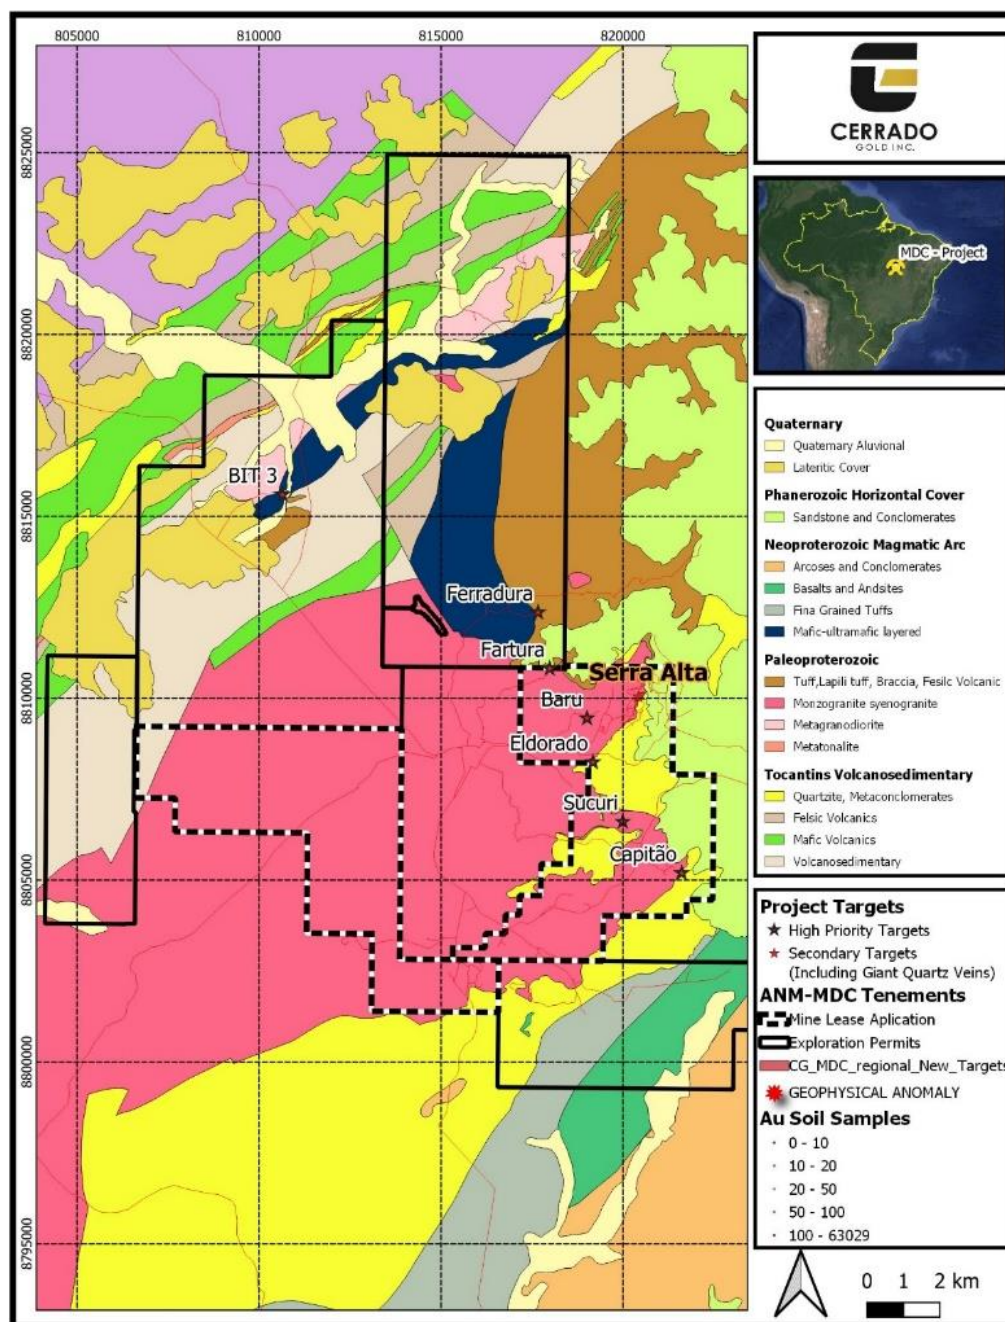 805000 810000 815000 820000
CERRADO
GOLD INC.
8825000
MDC - Project
8820000
Quaternary
Quaternary Aluvional
Lateritic Cover
BIT 3
Phanerozoic Horizontal Cover
8815000
Sandstone and Conclomerates
Neoproterozoic Magmatic Arc
Arcoses and Conclomerates
Basalts and Andsites
Fina Grained Tuffs
Mafic-ultramafic layered
Ferradura
Fartura
Serra Alta
Paleoproterozoic
Tuff,Lapili tuff, Braccia, Fesilc Volcanic
Monzogranite syenogranite
Metagranodiorite
Metatonalite
8810000
Baru
Eldorado
Sucuri
Capitão
Tocantins Volcanosedimentary
Quartzite, Metaconclomerates
Felsic Volcanics
Mafic Volcanics
Volcanosedimentary
8805000
Project Targets
High Priority Targets
Secondary Targets
(Including Giant Quartz Veins)
ANM-MDC Tenements
Mine Lease Aplication
Exploration Permits
CG_MDC_regional_New_Targets
GEOPHYSICAL ANOMALY
8800000
Au Soil Samples
0 - 10
10 - 20
20 - 50
50 - 100
100 - 63029
8795000
0 1 2 km